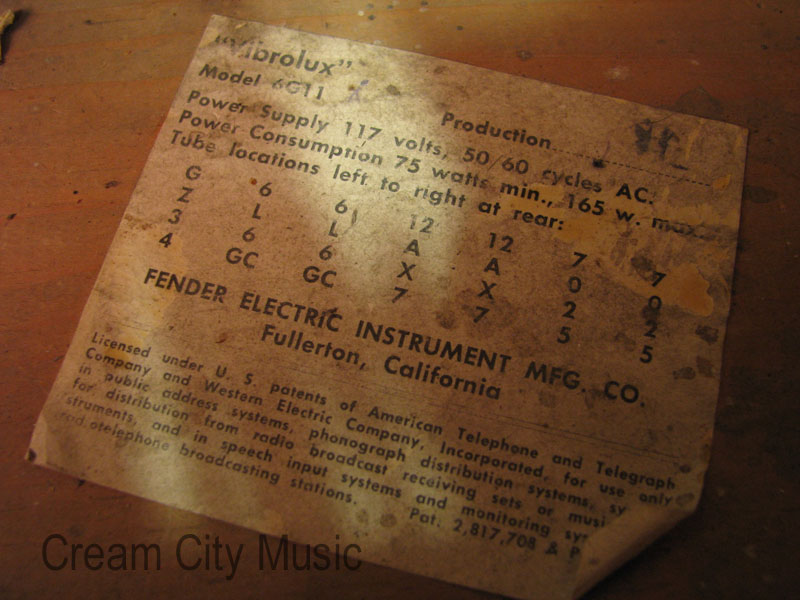 "Vibrolux"
Model 6G11 A
Production
Power Supply 117 volts, 50/60 cycles AC.
Power Consumption 75 watts min., 165 w. max.
Tube locations left to right at rear:
G 6 6 12 12 7 7
Z L L A A 0 0
3 6 6 X X 2 2
4 GC GC 7 7 5 5
FENDER ELECTRIC INSTRUMENT MFG. CO.
Fullerton, California
Licensed under U. S. patents of American Telephone and Telegraph
Company and Western Electric Company, Incorporated, for use only
in public address systems, phonograph distribution systems, sy
for distribution from radio broadcast receiving sets or musi
struments, and in speech input systems and monitoring sy
radiotelephone broadcasting stations.
Pat. 2,817,708 & P
Cream City Music